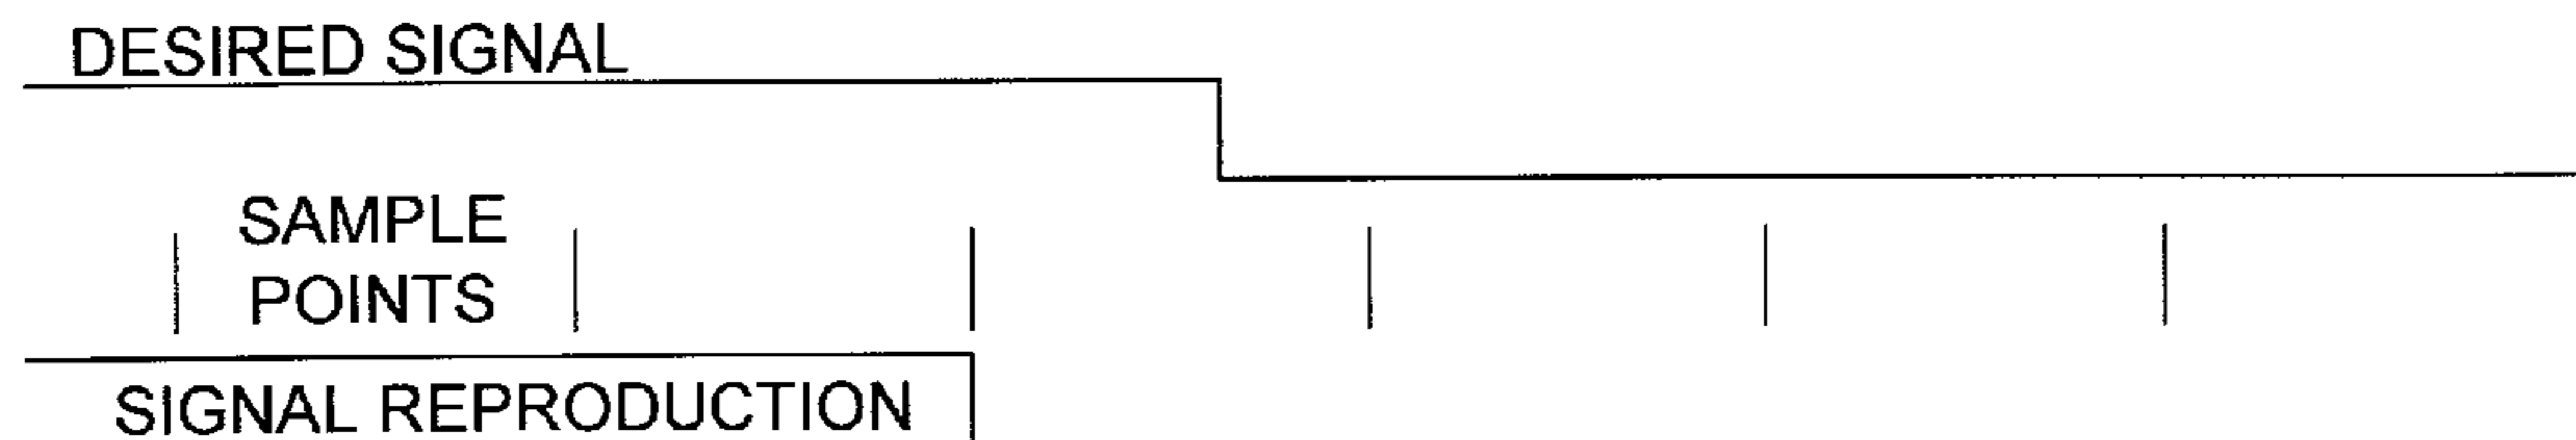 DESIRED SIGNAL
SAMPLE
POINTS
SIGNAL REPRODUCTION